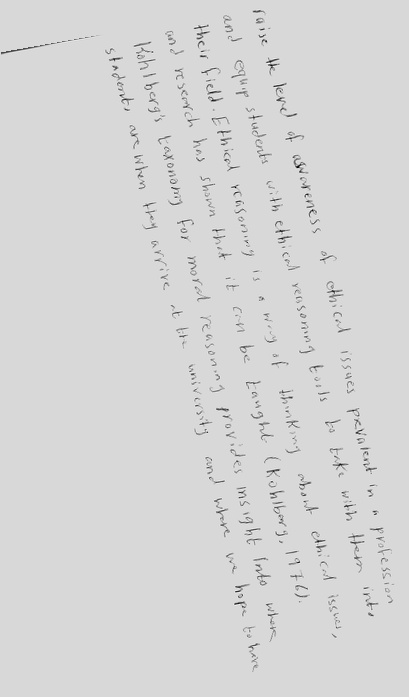 raise the level of awareness of ethical issues prevalent in a profession
and equip students with ethical reasoning tools to take with them into
their field. Ethical reasoning is a way of thinking about ethical issues,
and research has shown that it can be taught (Kohlberg, 1976).
Kohlberg's taxonomy for moral reasoning provides insight into where
students are when they arrive at the university and where we hope to have